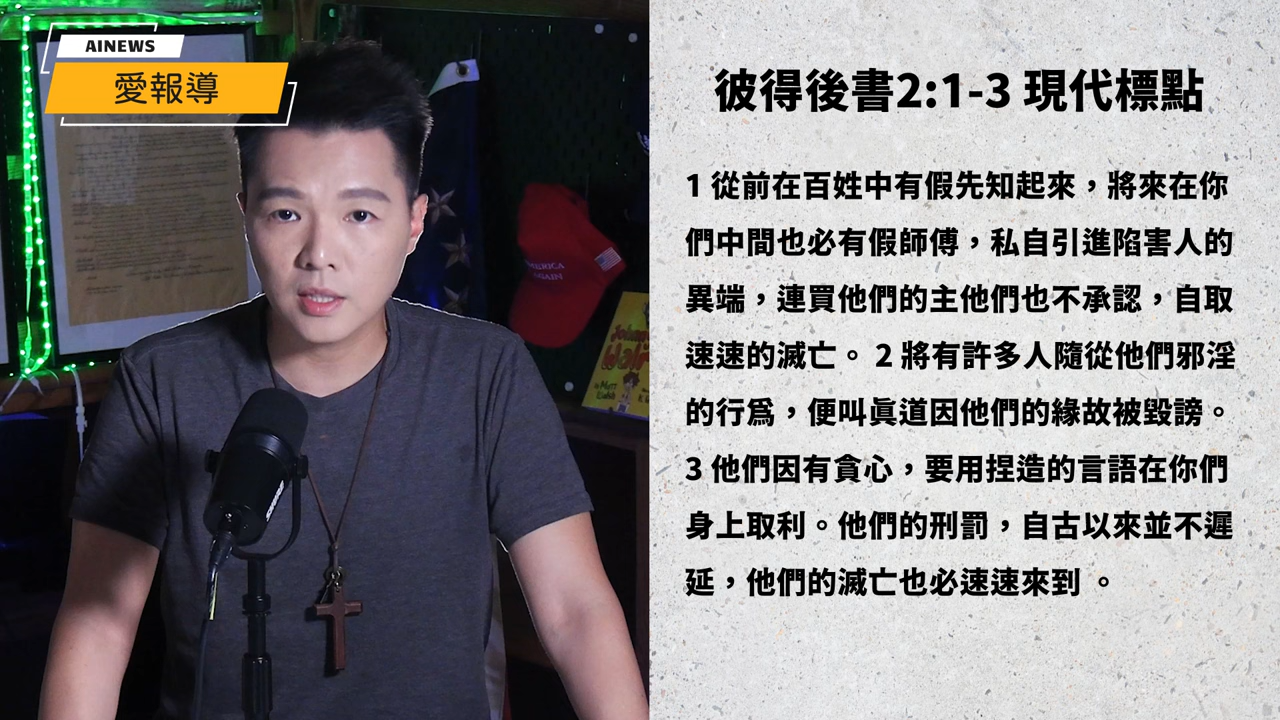 AINEWS
愛報導
AMERICA
AGAIN
彼得後書2:1-3 現代標點
1 從前在百姓中有假先知起來，將來在你
們中間也必有假師傅，私自引進陷害人的
異端，連買他們的主他們也不承認，自取
速速的滅亡。 2 將有許多人隨從他們邪淫
的行爲，便叫眞道因他們的緣故被毀謗。
3 他們因有貪心，要用捏造的言語在你們
身上取利。他們的刑罰，自古以來並不遲
延，他們的滅亡也必速速來到 。